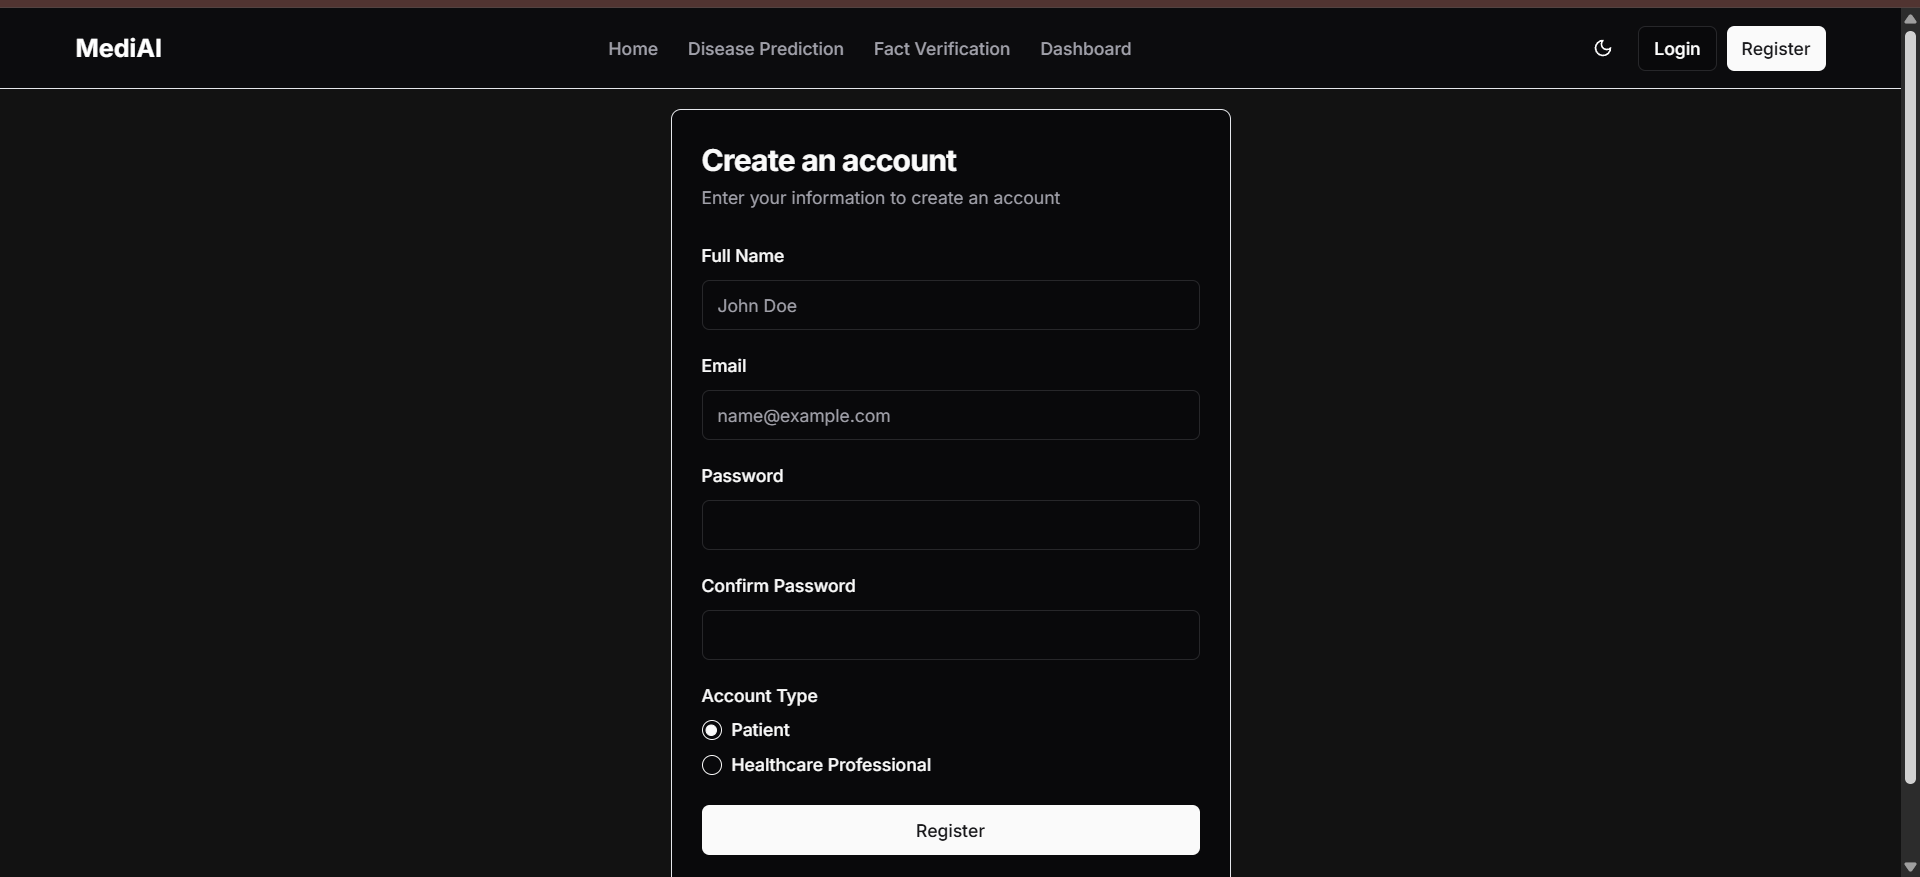 MediAI
Home Disease Prediction Fact Verification Dashboard
Login Register
Create an account
Enter your information to create an account
Full Name
John Doe
Email
name@example.com
Password
Confirm Password
Account Type
Patient
Healthcare Professional
Register